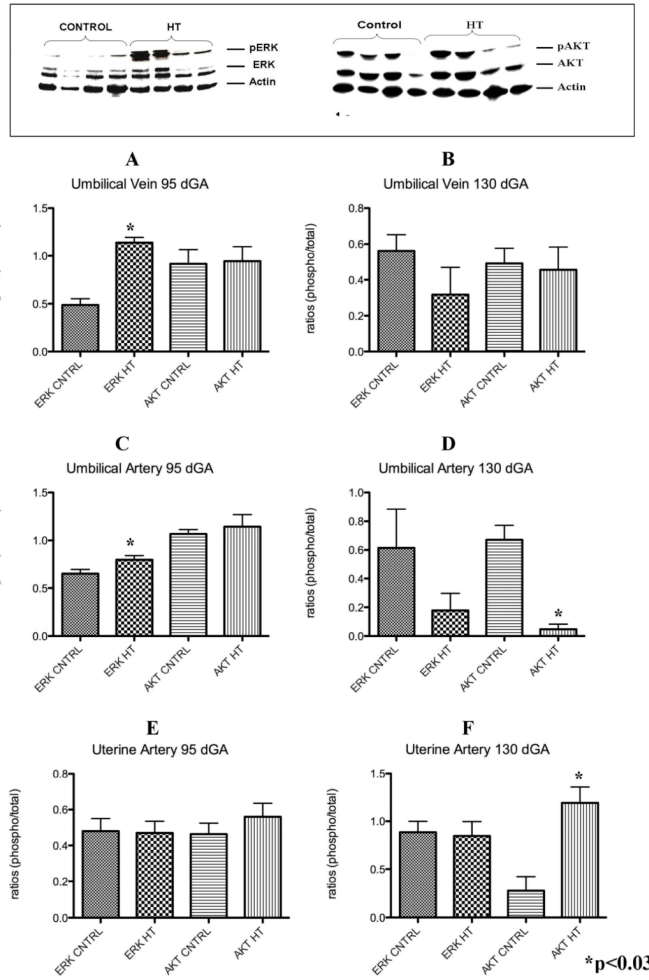 CONTROL HT
pERK
ERK
Actin
Control HT
pAKT
AKT
Actin
A
Umbilical Vein 95 dGA
1.5
1.0
0.5
0.0
ERK CNTRL
ERK HT
AKT CNTRL
AKT HT
*
B
Umbilical Vein 130 dGA
ratios (phospho/total)
0.8
0.6
0.4
0.2
0.0
ERK CNTRL
ERK HT
AKT CNTRL
AKT HT
C
Umbilical Artery 95 dGA
1.5
1.0
0.5
0.0
ERK CNTRL
ERK HT
AKT CNTRL
AKT HT
*
D
Umbilical Artery 130 dGA
ratios (phospho/total)
1.0
0.8
0.6
0.4
0.2
0.0
ERK CNTRL
ERK HT
AKT CNTRL
AKT HT
*
E
Uterine Artery 95 dGA
ratios (phospho/total)
0.8
0.6
0.4
0.2
0.0
ERK CNTRL
ERK HT
AKT CNTRL
AKT HT
F
Uterine Artery 130 dGA
ratios (phospho/total)
1.5
1.0
0.5
0.0
ERK CNTRL
ERK HT
AKT CNTRL
AKT HT
*
*p<0.03